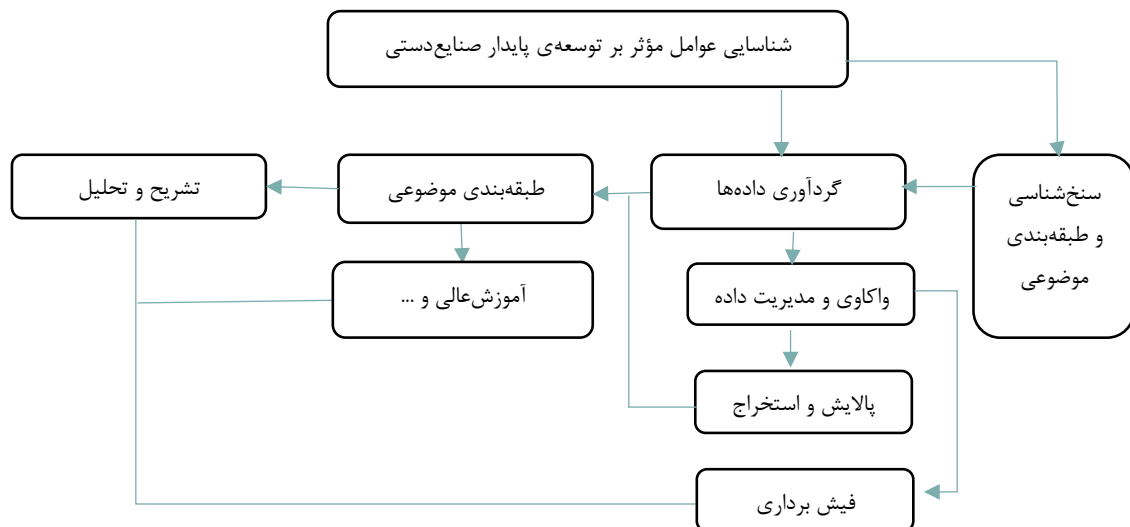 شناسایی عوامل مؤثر بر توسعه‌ی پایدار صنایع‌دستی
سنخ‌شناسی
و طبقه‌بندی
موضوعی
گردآوری داده‌ها
طبقه‌بندی موضوعی
تشریح و تحلیل
واکاوی و مدیریت داده
آموزش‌عالی و ...
پالایش و استخراج
فیش برداری